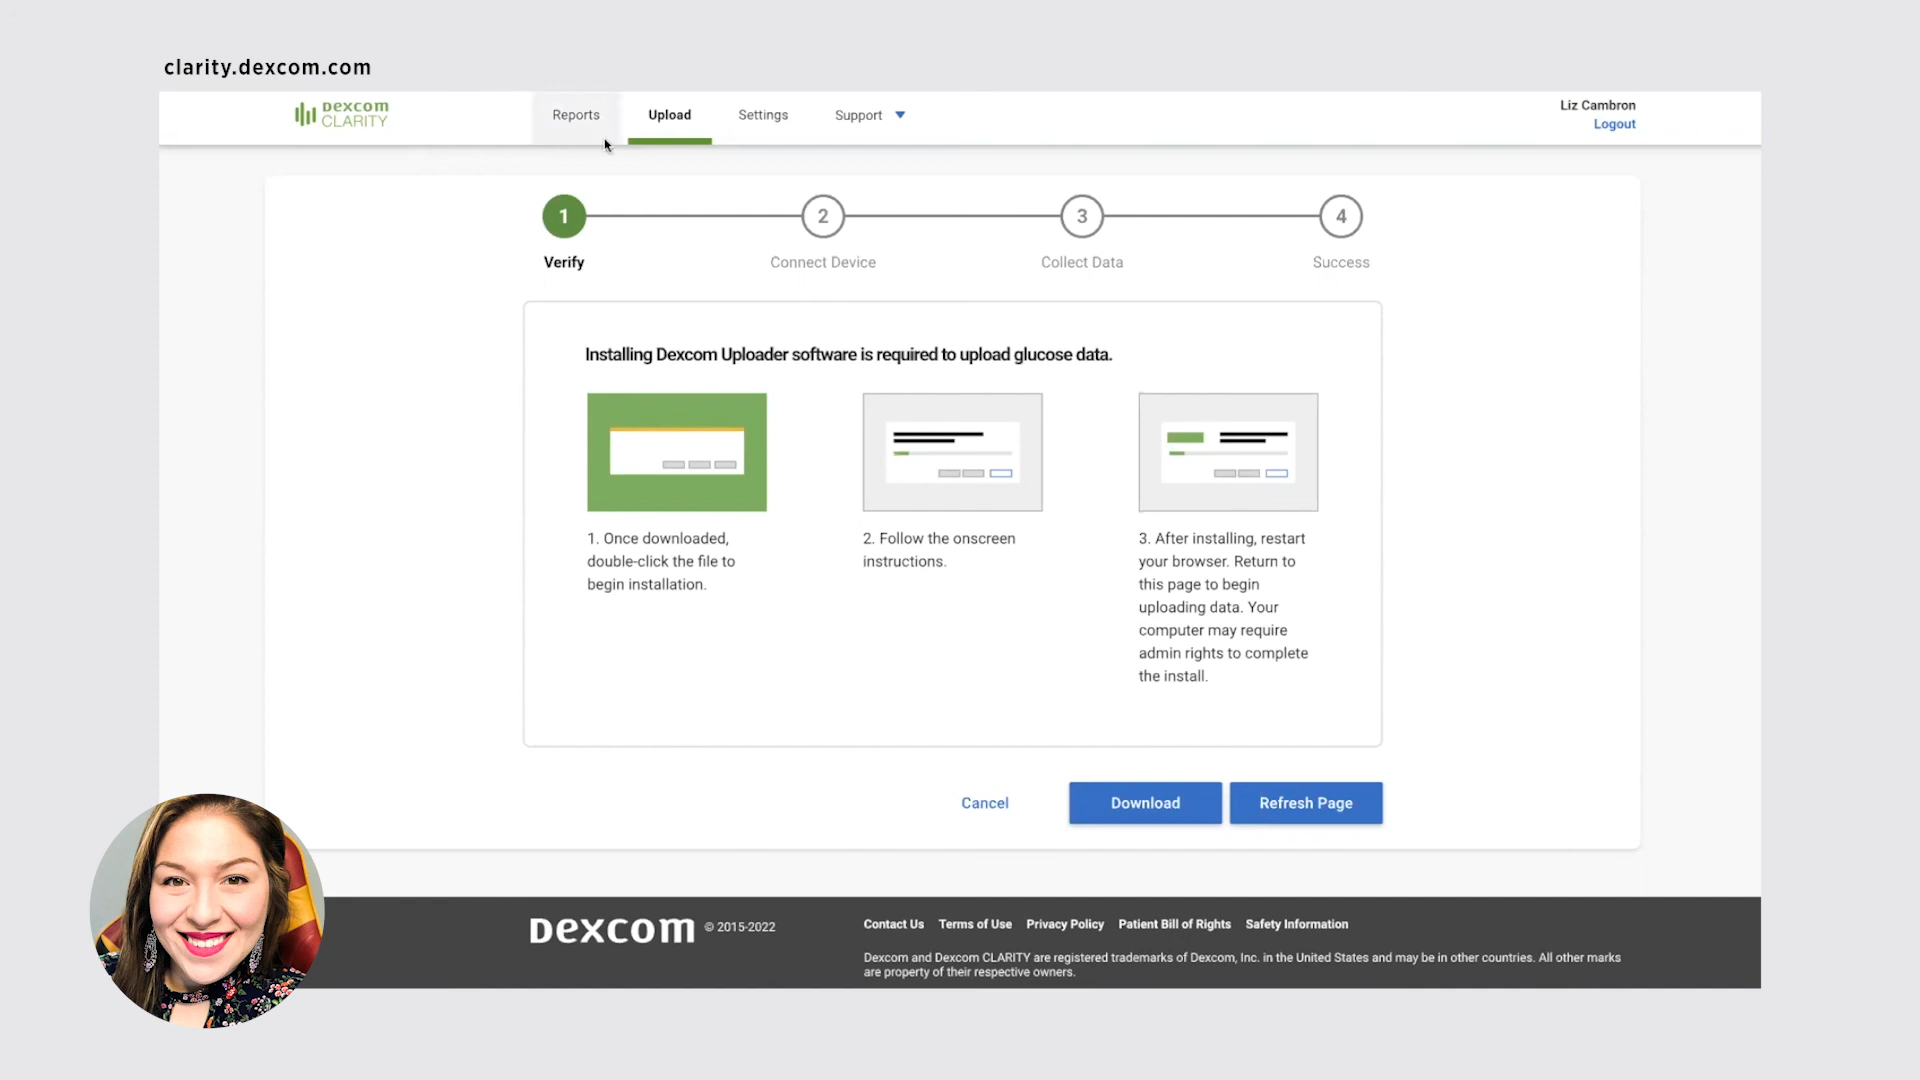 clarity.dexcom.com
Dexcom
CLARITY
Reports
Upload
Settings
Support
Liz Cambron
Logout
1
2
3
4
Verify
Connect Device
Collect Data
Success
Installing Dexcom Uploader software is required to upload glucose data.
1. Once downloaded,
double-click the file to
begin installation.
2. Follow the onscreen
instructions.
3. After installing, restart
your browser. Return to
this page to begin
uploading data. Your
computer may require
admin rights to complete
the install.
Cancel
Download
Refresh Page
Dexcom © 2015-2022
Contact Us Terms of Use Privacy Policy Patient Bill of Rights Safety Information
Dexcom and Dexcom CLARITY are registered trademarks of Dexcom, Inc. in the United States and may be in other countries. All other marks
are property of their respective owners.